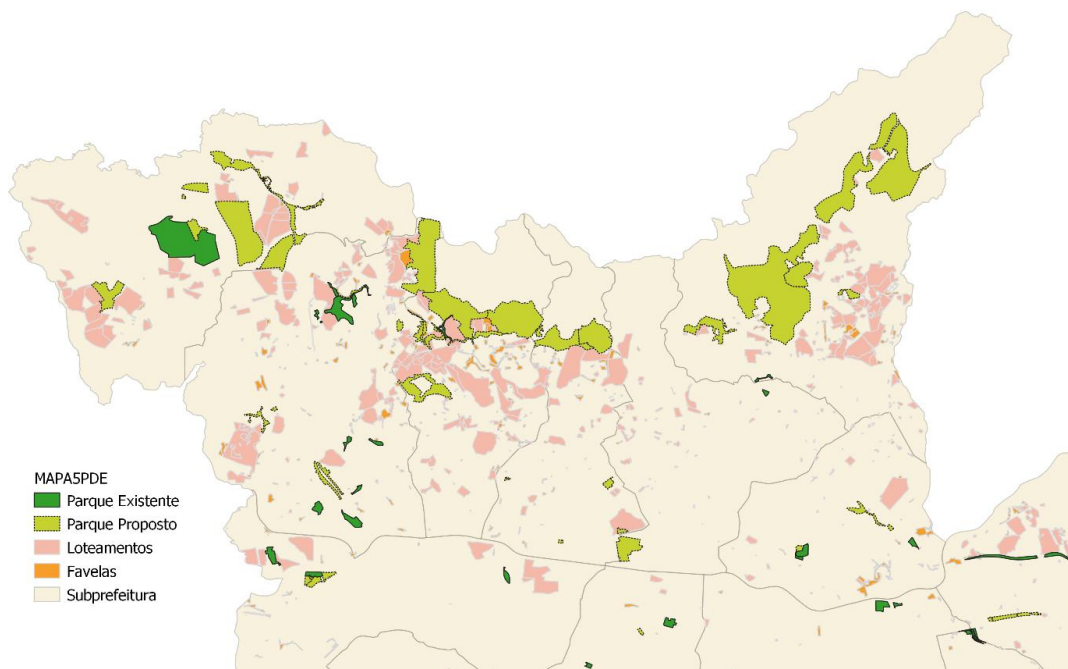 MAPA5PDE
Parque Existente
Parque Proposto
Loteamentos
Favelas
Subprefeitura